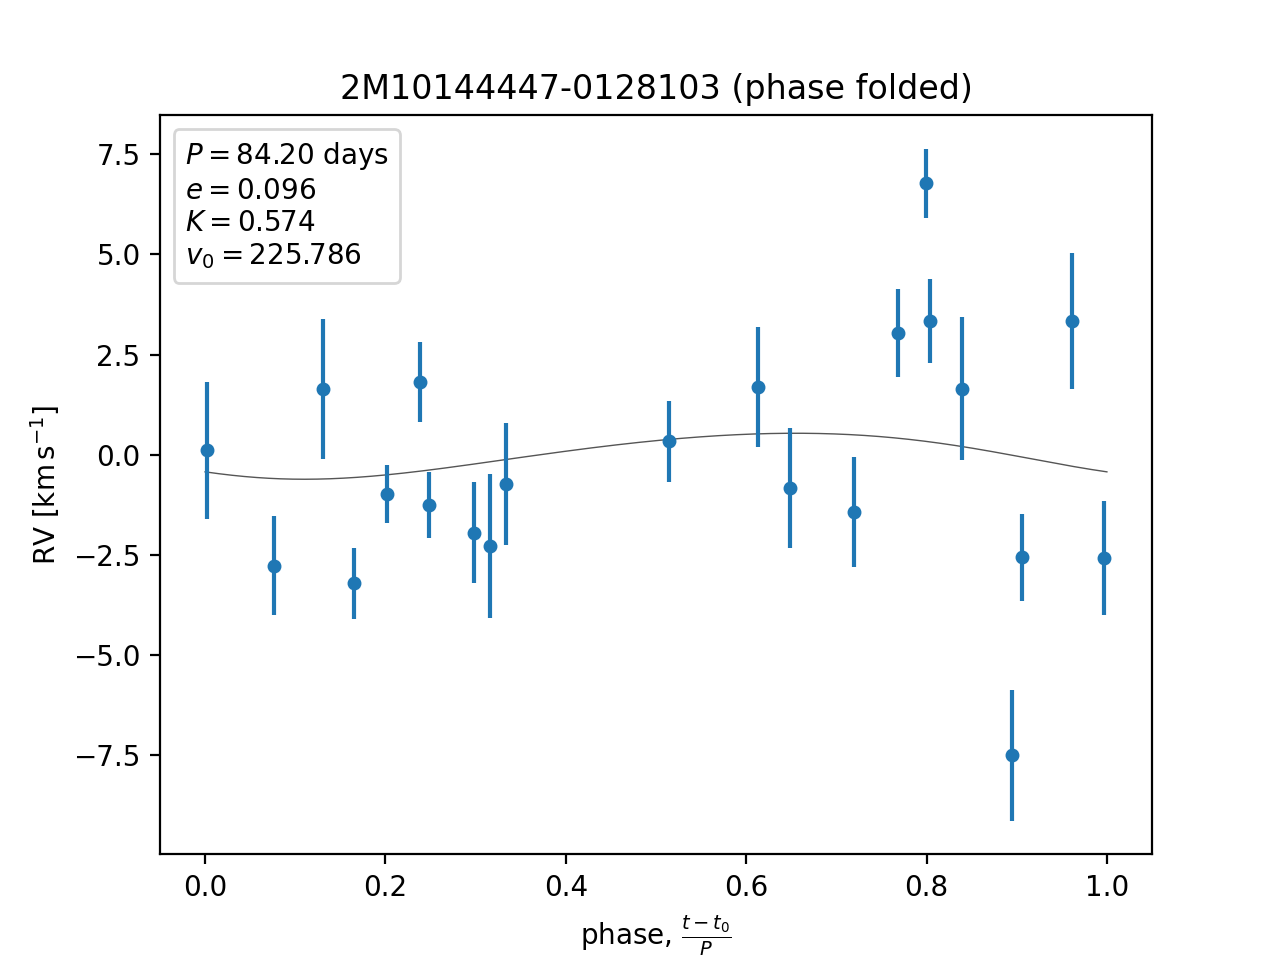 2M10144447-0128103 (phase folded)
P = 84.20 days
e = 0.096
K = 0.574
v₀ = 225.786
RV [km s⁻¹]
7.5
5.0
2.5
0.0
−2.5
−5.0
−7.5
0.0 0.2 0.4 0.6 0.8 1.0
phase, (t − t₀)/P